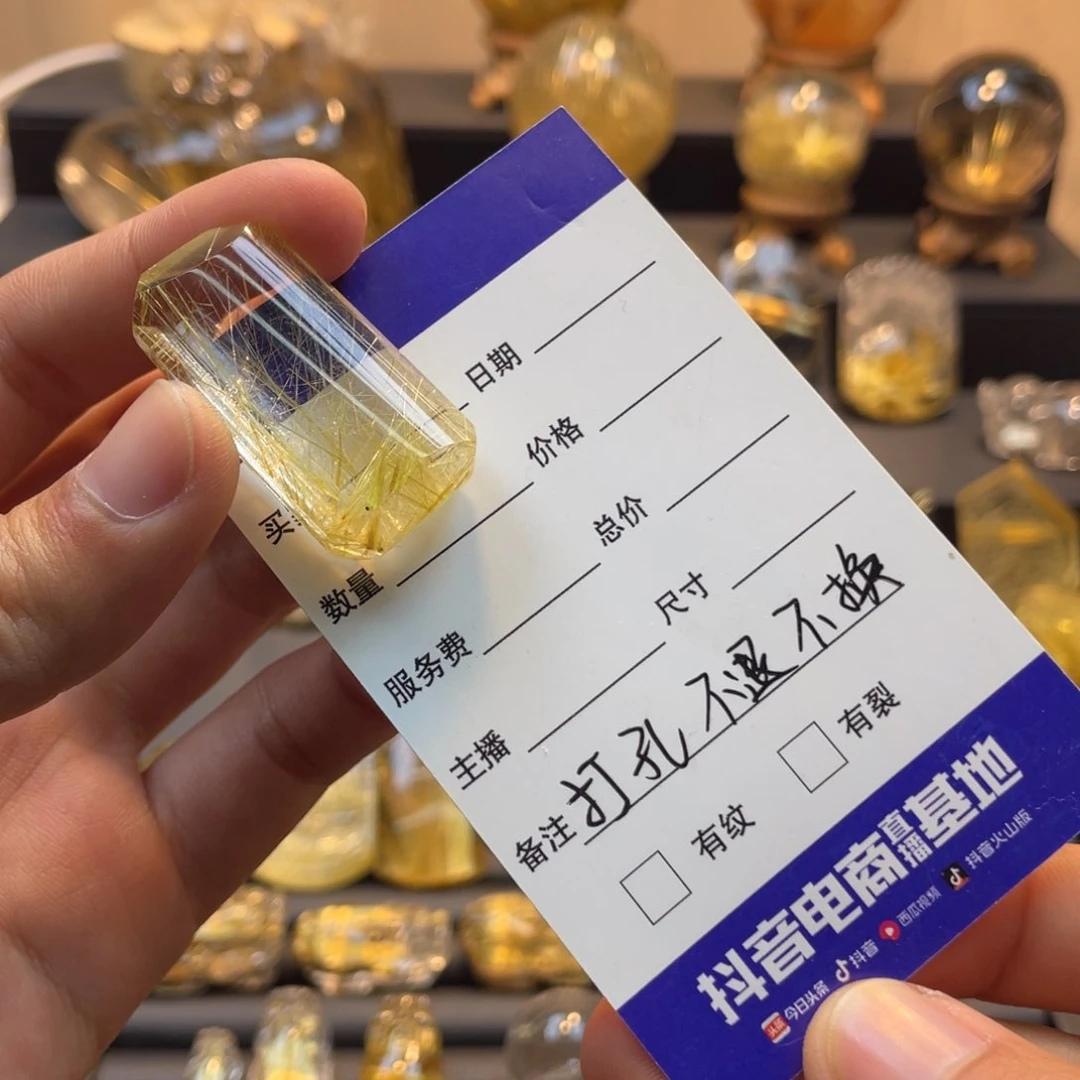 日期
价格
数量
总价
服务费
尺寸
主播
备注 打孔不退不换
有纹
有裂
抖音电商直播基地
头条 今日头条 抖音 西瓜视频 抖音火山版